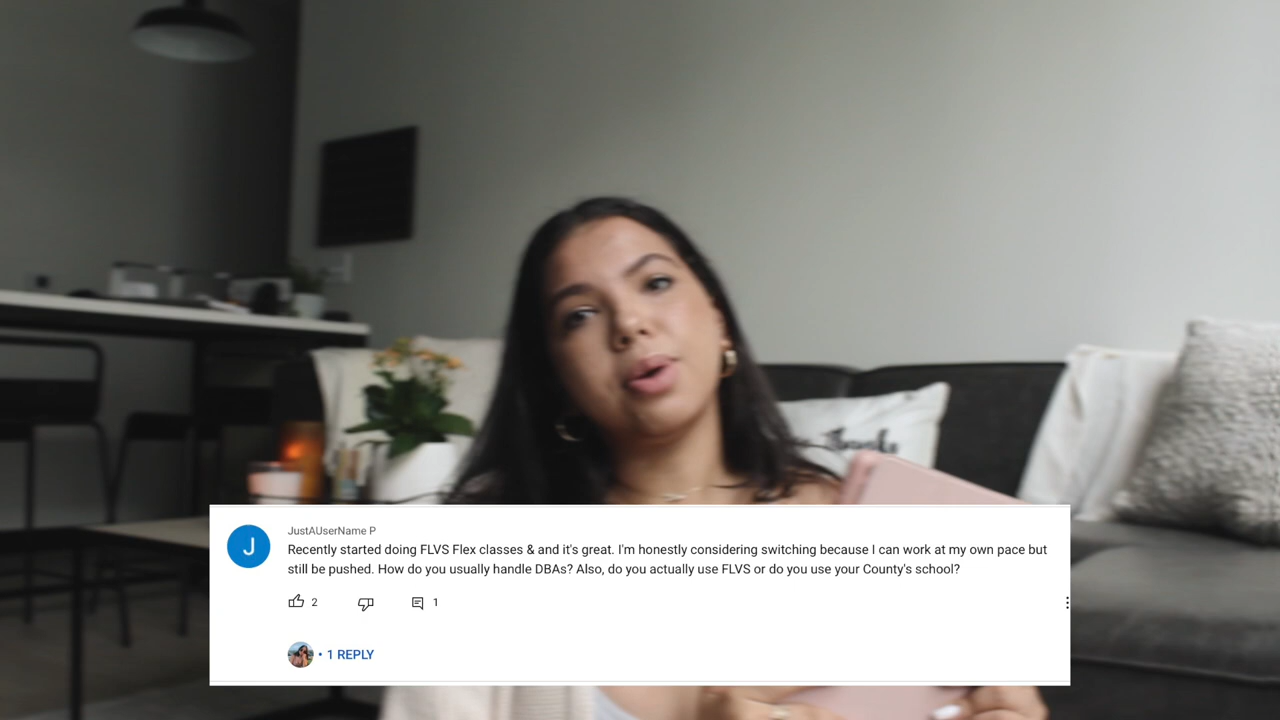 JustAUserName P
Recently started doing FLVS Flex classes & and it's great. I'm honestly considering switching because I can work at my own pace but
still be pushed. How do you usually handle DBAs? Also, do you actually use FLVS or do you use your County's school?
2
1
J
• 1 REPLY